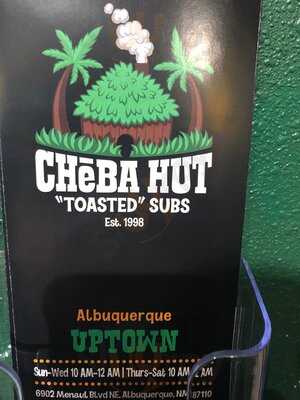 CHēBA HUT
"TOASTED" SUBS
Est. 1998
Albuquerque
UPTOWN
Sun-Wed 10 AM-12 AM | Thurs-Sat 10 AM- AM
6902 Menaul Blvd NE, Albuquerque, NM 87110